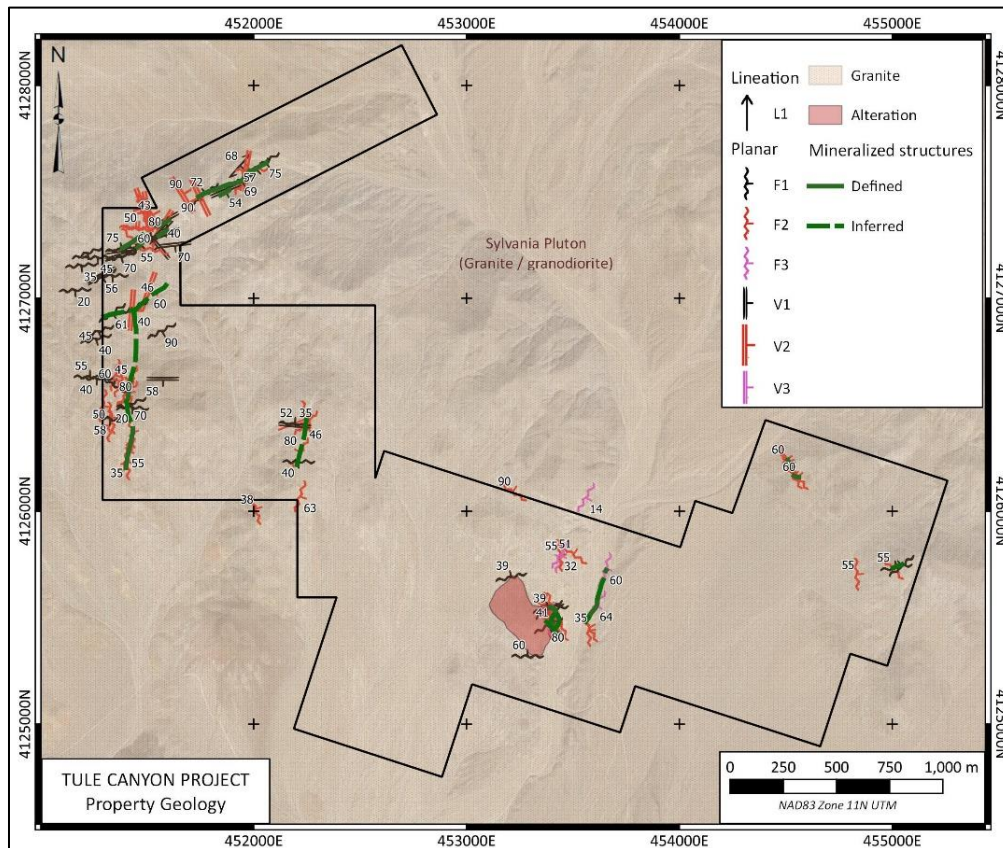 452000E
453000E
454000E
455000E
N
4128000N
4128000N
Lineation
L1
Planar
F1
F2
F3
V1
V2
V3
Granite
Alteration
Mineralized structures
Defined
Inferred
68
90
72
57
75
69
54
90
43
50
80
40
75
60
55
70
45
70
35
56
20
Sylvania Pluton
(Granite / granodiorite)
4127000N
4127000N
46
60
61
40
45
40
90
55
60
45
40
80
58
50
20
70
58
55
35
52
35
80
46
40
38
63
60
60
90
14
4126000N
4126000N
55
51
32
39
60
55
55
39
41
35
64
80
60
4125000N
4125000N
TULE CANYON PROJECT
Property Geology
0
250
500
750
1,000 m
NAD83 Zone 11N UTM
452000E
453000E
454000E
455000E